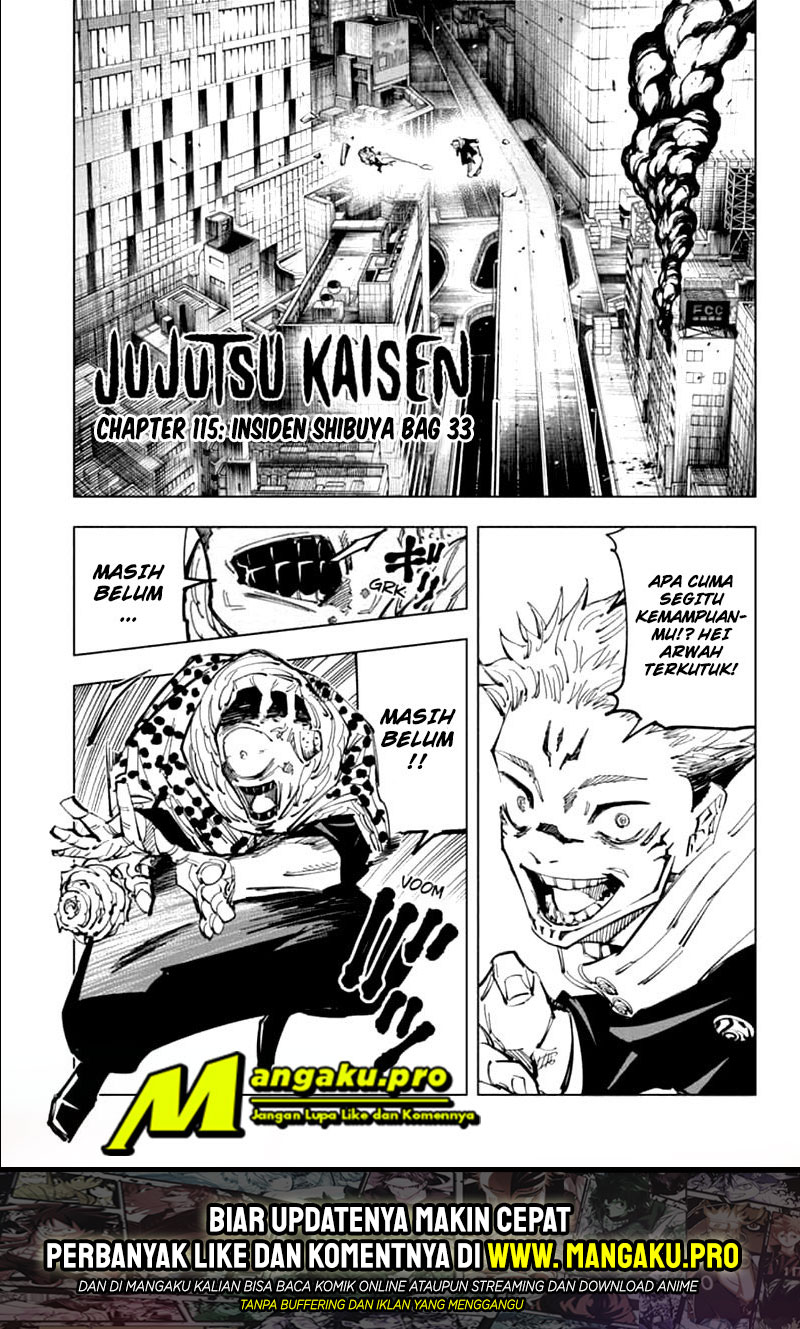 FCC
JUJUTSU KAISEN
CHAPTER 115: INSIDEN SHIBUYA BAG 33
APA CUMA
SEGITU
KEMAMPUAN-
MU!? HEI
ARWAH
TERKUTUK!
MASIH
BELUM
...
GRK
MASIH
BELUM
!!
VOOM
Mangaku.pro
Jangan Lupa Like dan Komennya
BIAR UPDATENYA MAKIN CEPAT
PERBANYAK LIKE DAN KOMENTNYA DI WWW. MANGAKU.PRO
DAN DI MANGAKU KALIAN BISA BACA KOMIK ONLINE ATAUPUN STREAMING DAN DOWNLOAD ANIME
TANPA BUFFERING DAN IKLAN YANG MENGGANGU